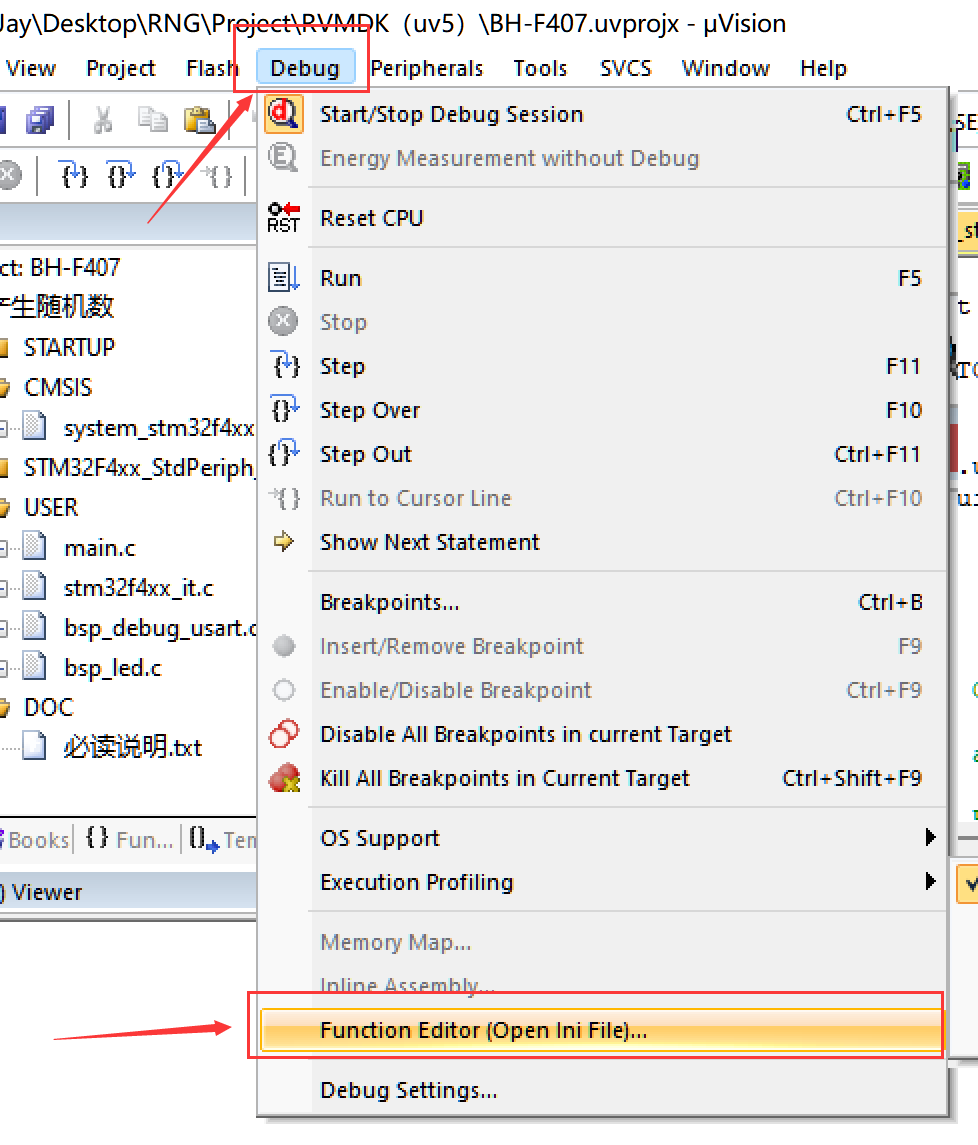 Jay\Desktop\RNG\Project\RVMDK（uv5）\BH-F407.uvprojx - µVision
View Project Flash Debug Peripherals Tools SVCS Window Help
Start/Stop Debug Session Ctrl+F5
Energy Measurement without Debug
RST Reset CPU
ct: BH-F407
Run F5
产生随机数
Stop
STARTUP
Step F11
CMSIS
Step Over F10
system_stm32f4xx
Step Out Ctrl+F11
STM32F4xx_StdPeriph_
Run to Cursor Line Ctrl+F10
USER
Show Next Statement
main.c
stm32f4xx_it.c
Breakpoints... Ctrl+B
bsp_debug_usart.c
Insert/Remove Breakpoint F9
bsp_led.c
Enable/Disable Breakpoint Ctrl+F9
DOC
Disable All Breakpoints in current Target
必读说明.txt
Kill All Breakpoints in Current Target Ctrl+Shift+F9
Books {} Fun... Tem
OS Support
) Viewer
Execution Profiling
Memory Map...
Inline Assembly...
Function Editor (Open Ini File)...
Debug Settings...